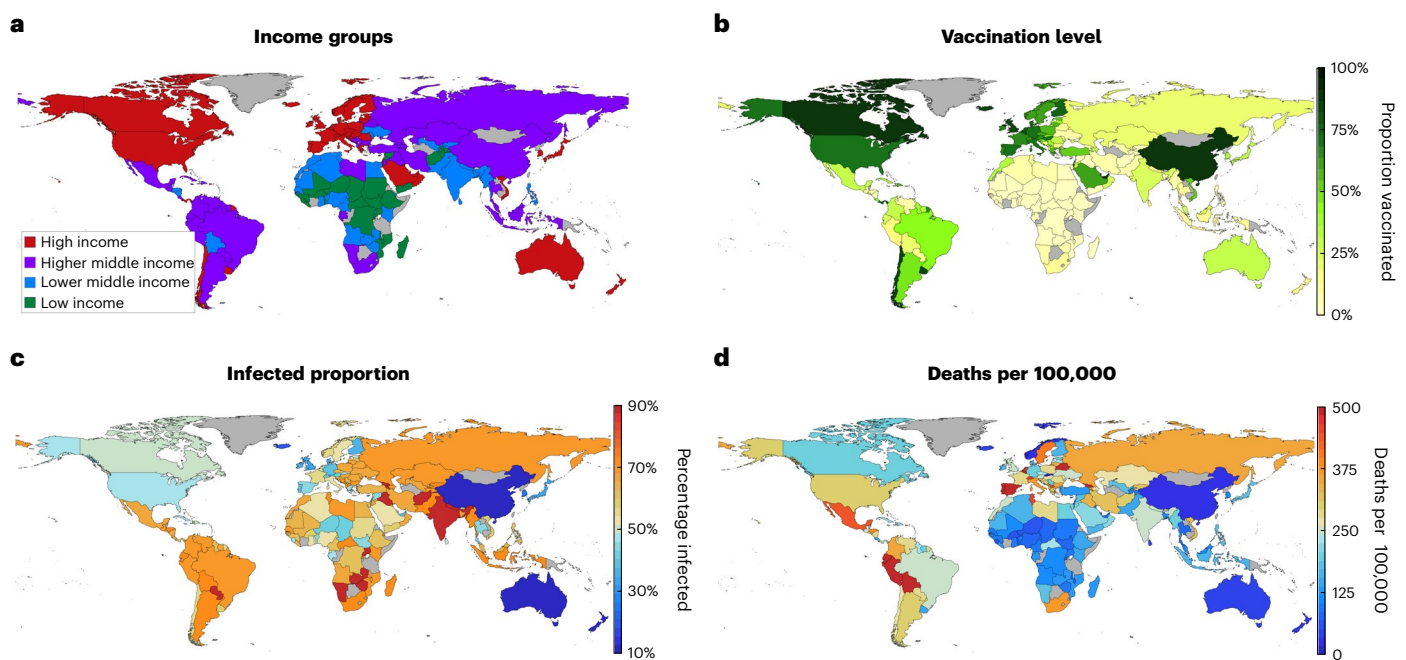 a
Income groups
High income
Higher middle income
Lower middle income
Low income
b
Vaccination level
100%
75%
50%
25%
0%
Proportion vaccinated
c
Infected proportion
90%
70%
50%
30%
10%
Percentage infected
d
Deaths per 100,000
500
375
250
125
0
Deaths per 100,000